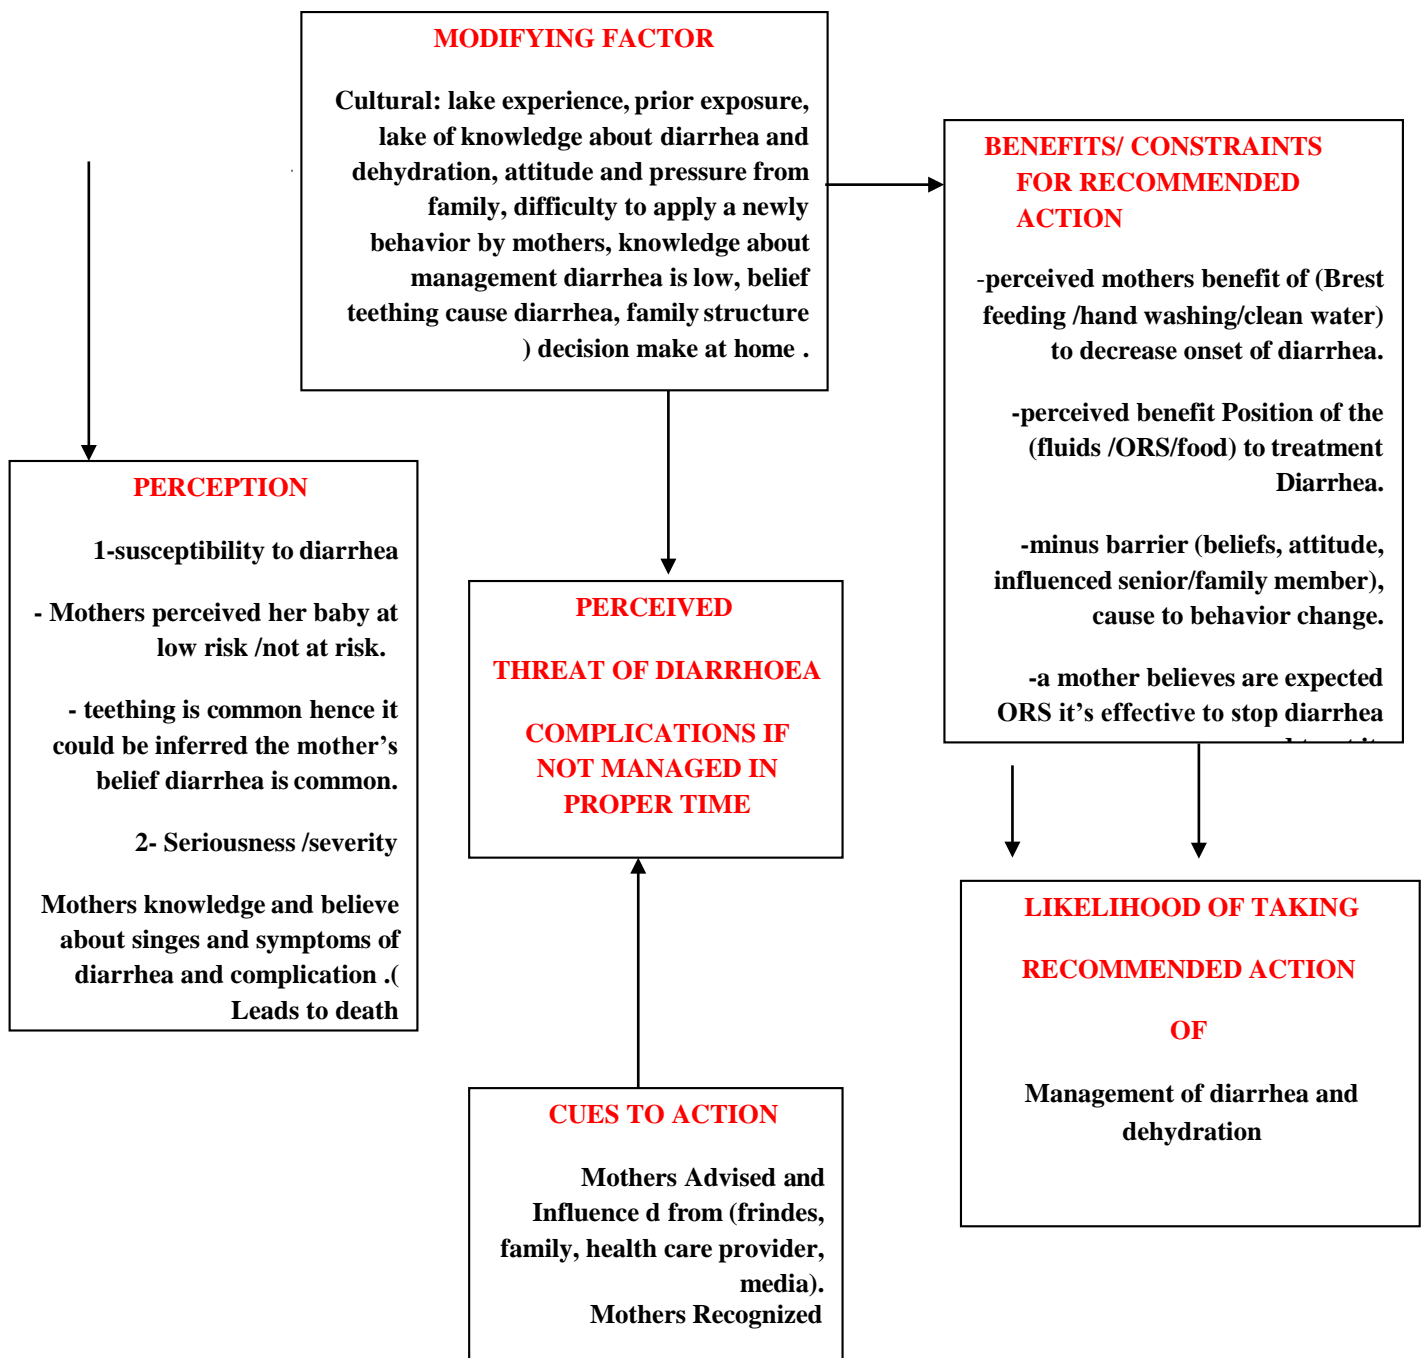 MODIFYING FACTOR
Cultural: lake experience, prior exposure,
lake of knowledge about diarrhea and
dehydration, attitude and pressure from
family, difficulty to apply a newly
behavior by mothers, knowledge about
management diarrhea is low, belief
teething cause diarrhea, family structure
) decision make at home .
BENEFITS/ CONSTRAINTS
FOR RECOMMENDED
ACTION
-perceived mothers benefit of (Brest
feeding /hand washing/clean water)
to decrease onset of diarrhea.
-perceived benefit Position of the
(fluids /ORS/food) to treatment
Diarrhea.
-minus barrier (beliefs, attitude,
influenced senior/family member),
cause to behavior change.
-a mother believes are expected
ORS it’s effective to stop diarrhea
PERCEPTION
1-susceptibility to diarrhea
- Mothers perceived her baby at
low risk /not at risk.
- teething is common hence it
could be inferred the mother’s
belief diarrhea is common.
2- Seriousness /severity
Mothers knowledge and believe
about singes and symptoms of
diarrhea and complication .(
Leads to death
PERCEIVED
THREAT OF DIARRHOEA
COMPLICATIONS IF
NOT MANAGED IN
PROPER TIME
LIKELIHOOD OF TAKING
RECOMMENDED ACTION
OF
Management of diarrhea and
dehydration
CUES TO ACTION
Mothers Advised and
Influence d from (frindes,
family, health care provider,
media).
Mothers Recognized